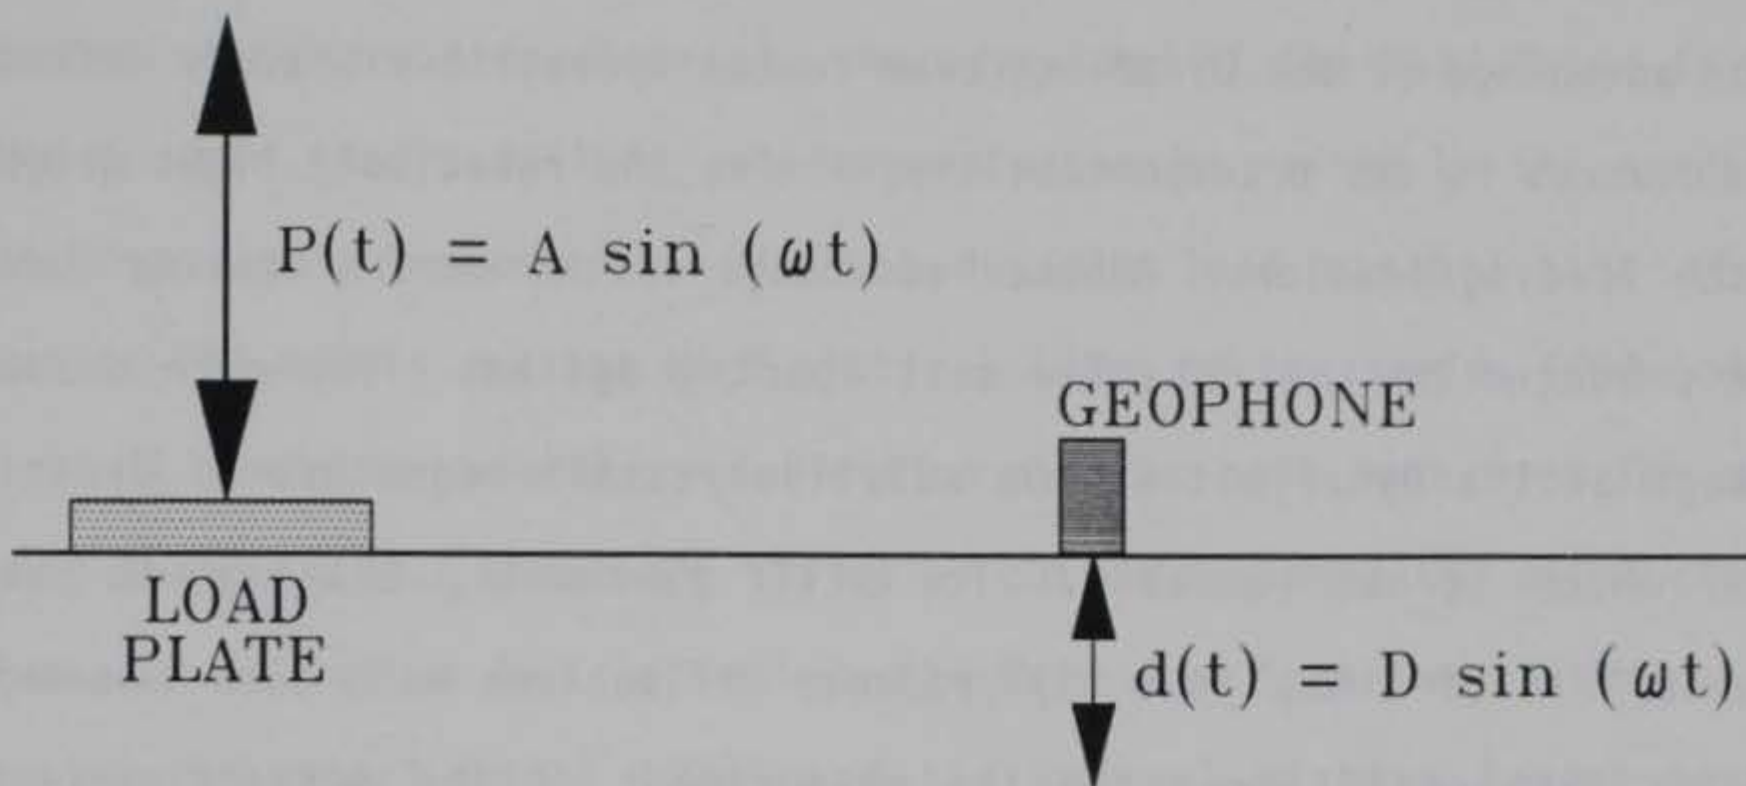 P(t) = A sin (ωt)
GEOPHONE
LOAD
PLATE
d(t) = D sin (ωt)